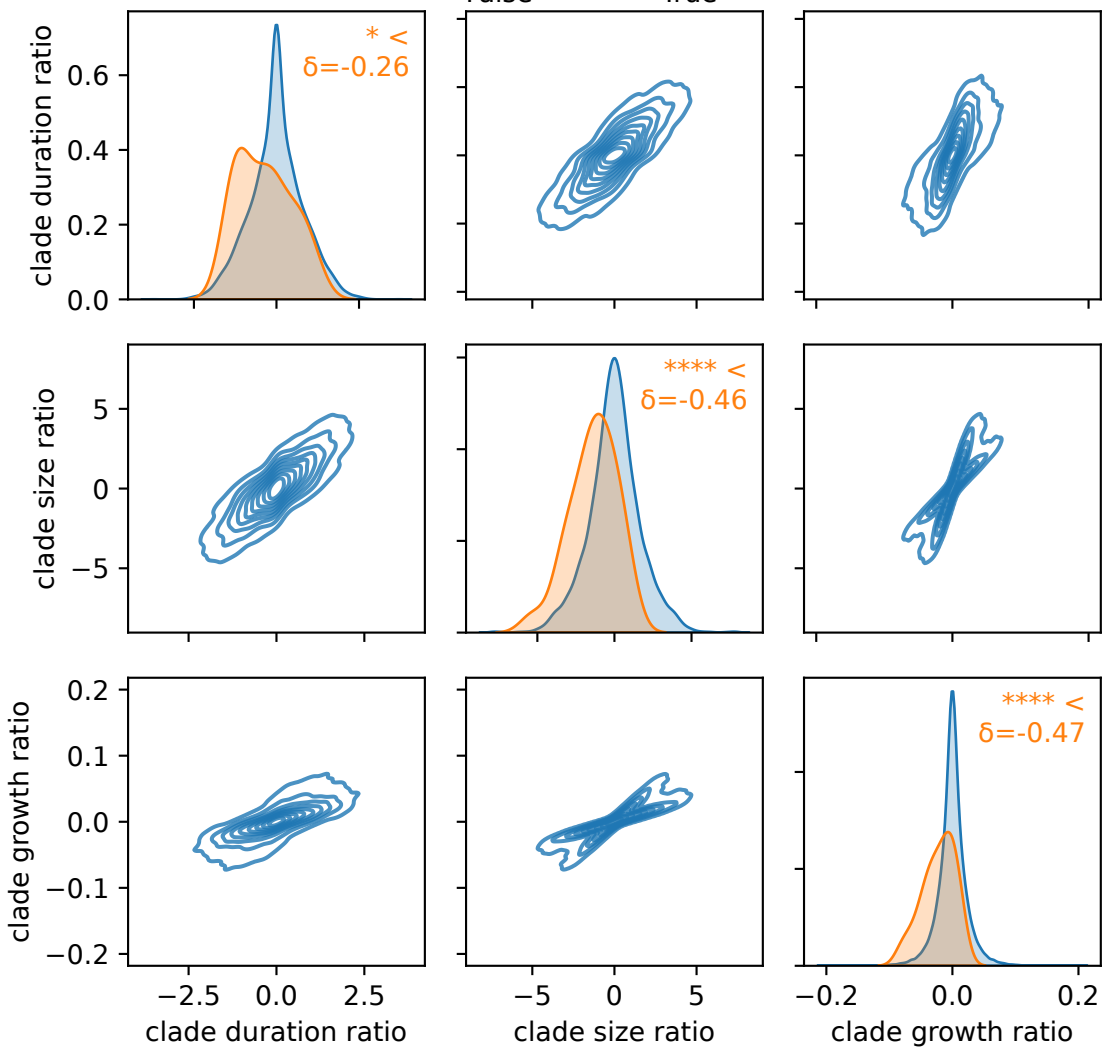 clade duration ratio
0.6
0.4
0.2
0.0
* <
δ=-0.26
clade size ratio
5
0
−5
**** <
δ=-0.46
clade growth ratio
0.2
0.1
0.0
−0.1
−0.2
**** <
δ=-0.47
−2.5 0.0 2.5
−5 0 5
−0.2 0.0 0.2
clade duration ratio
clade size ratio
clade growth ratio